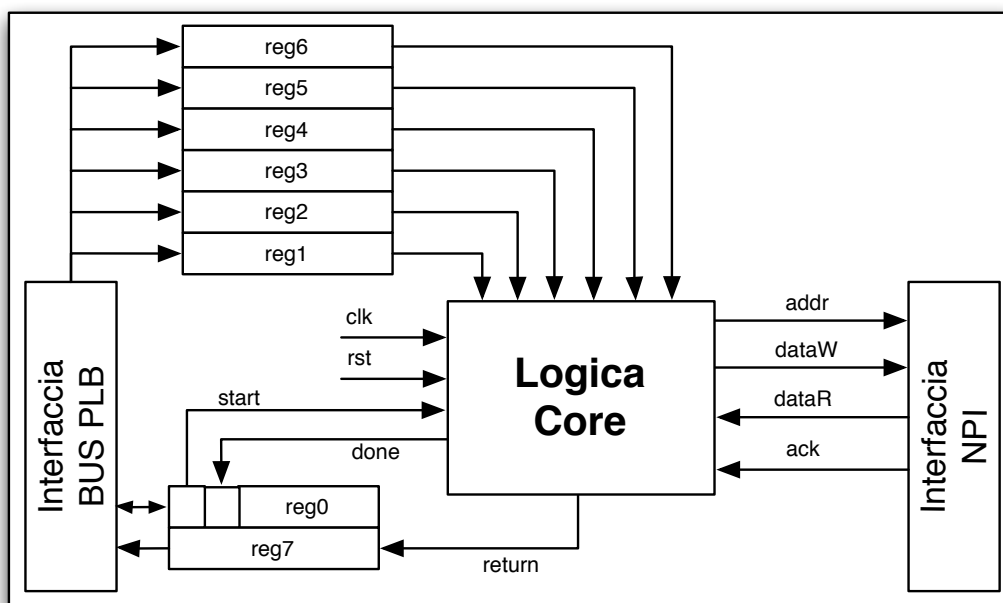 reg6
reg5
reg4
reg3
reg2
reg1
clk
rst
start
done
Logica
Core
addr
dataW
dataR
ack
Interfaccia
BUS PLB
Interfaccia
NPI
reg0
reg7
return